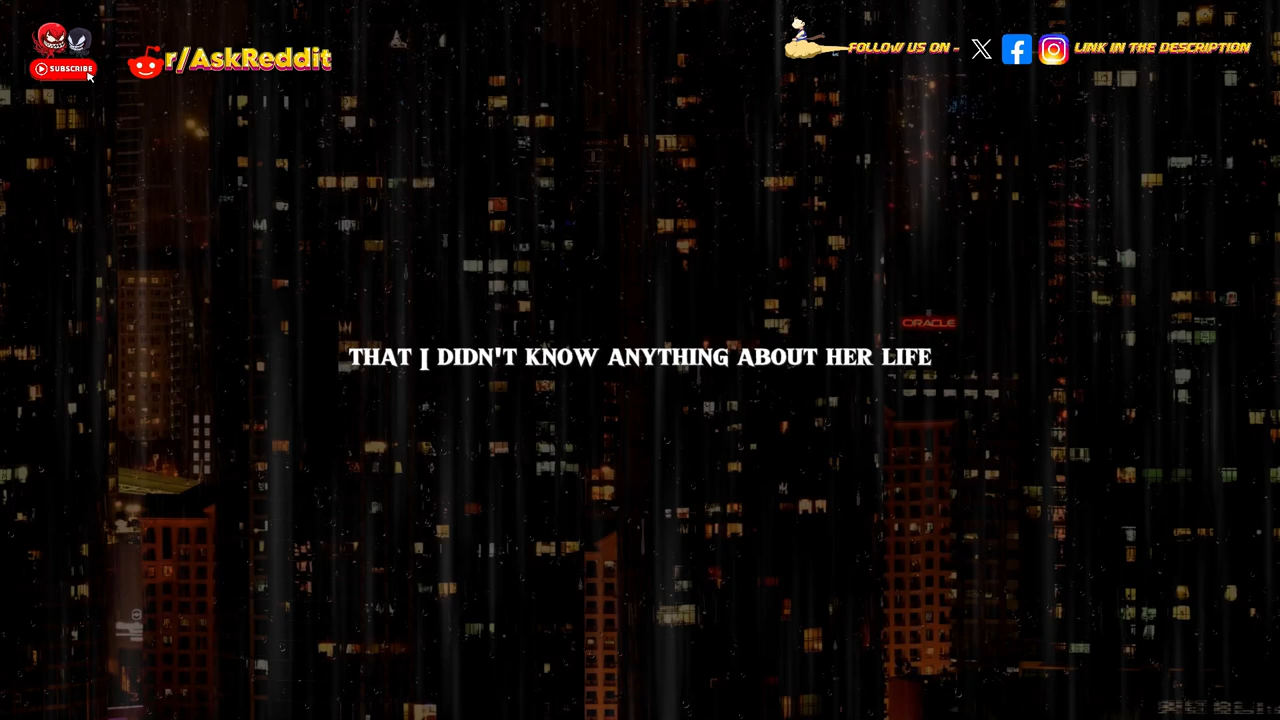 SUBSCRIBE
r/AskReddit
FOLLOW US ON - LINK IN THE DESCRIPTION
ORACLE
THAT I DIDN'T KNOW ANYTHING ABOUT HER LIFE